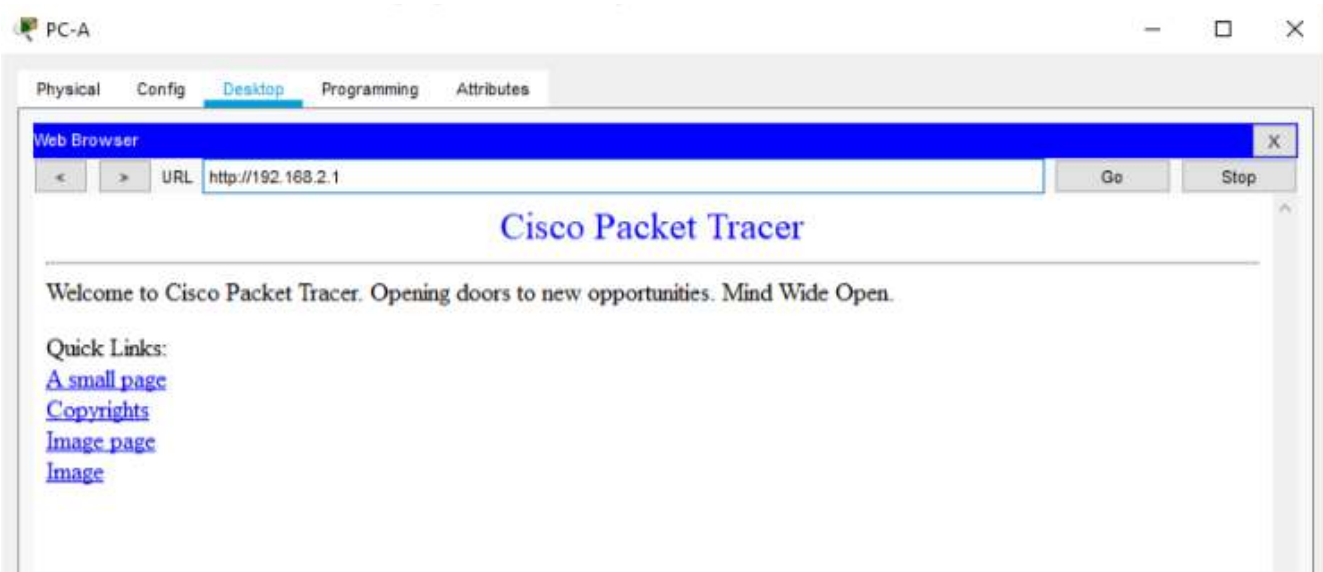 PC-A
Physical Config Desktop Programming Attributes
Web Browser X
< > URL http://192.168.2.1 Go Stop
Cisco Packet Tracer
Welcome to Cisco Packet Tracer. Opening doors to new opportunities. Mind Wide Open.
Quick Links:
A small page
Copyrights
Image page
Image